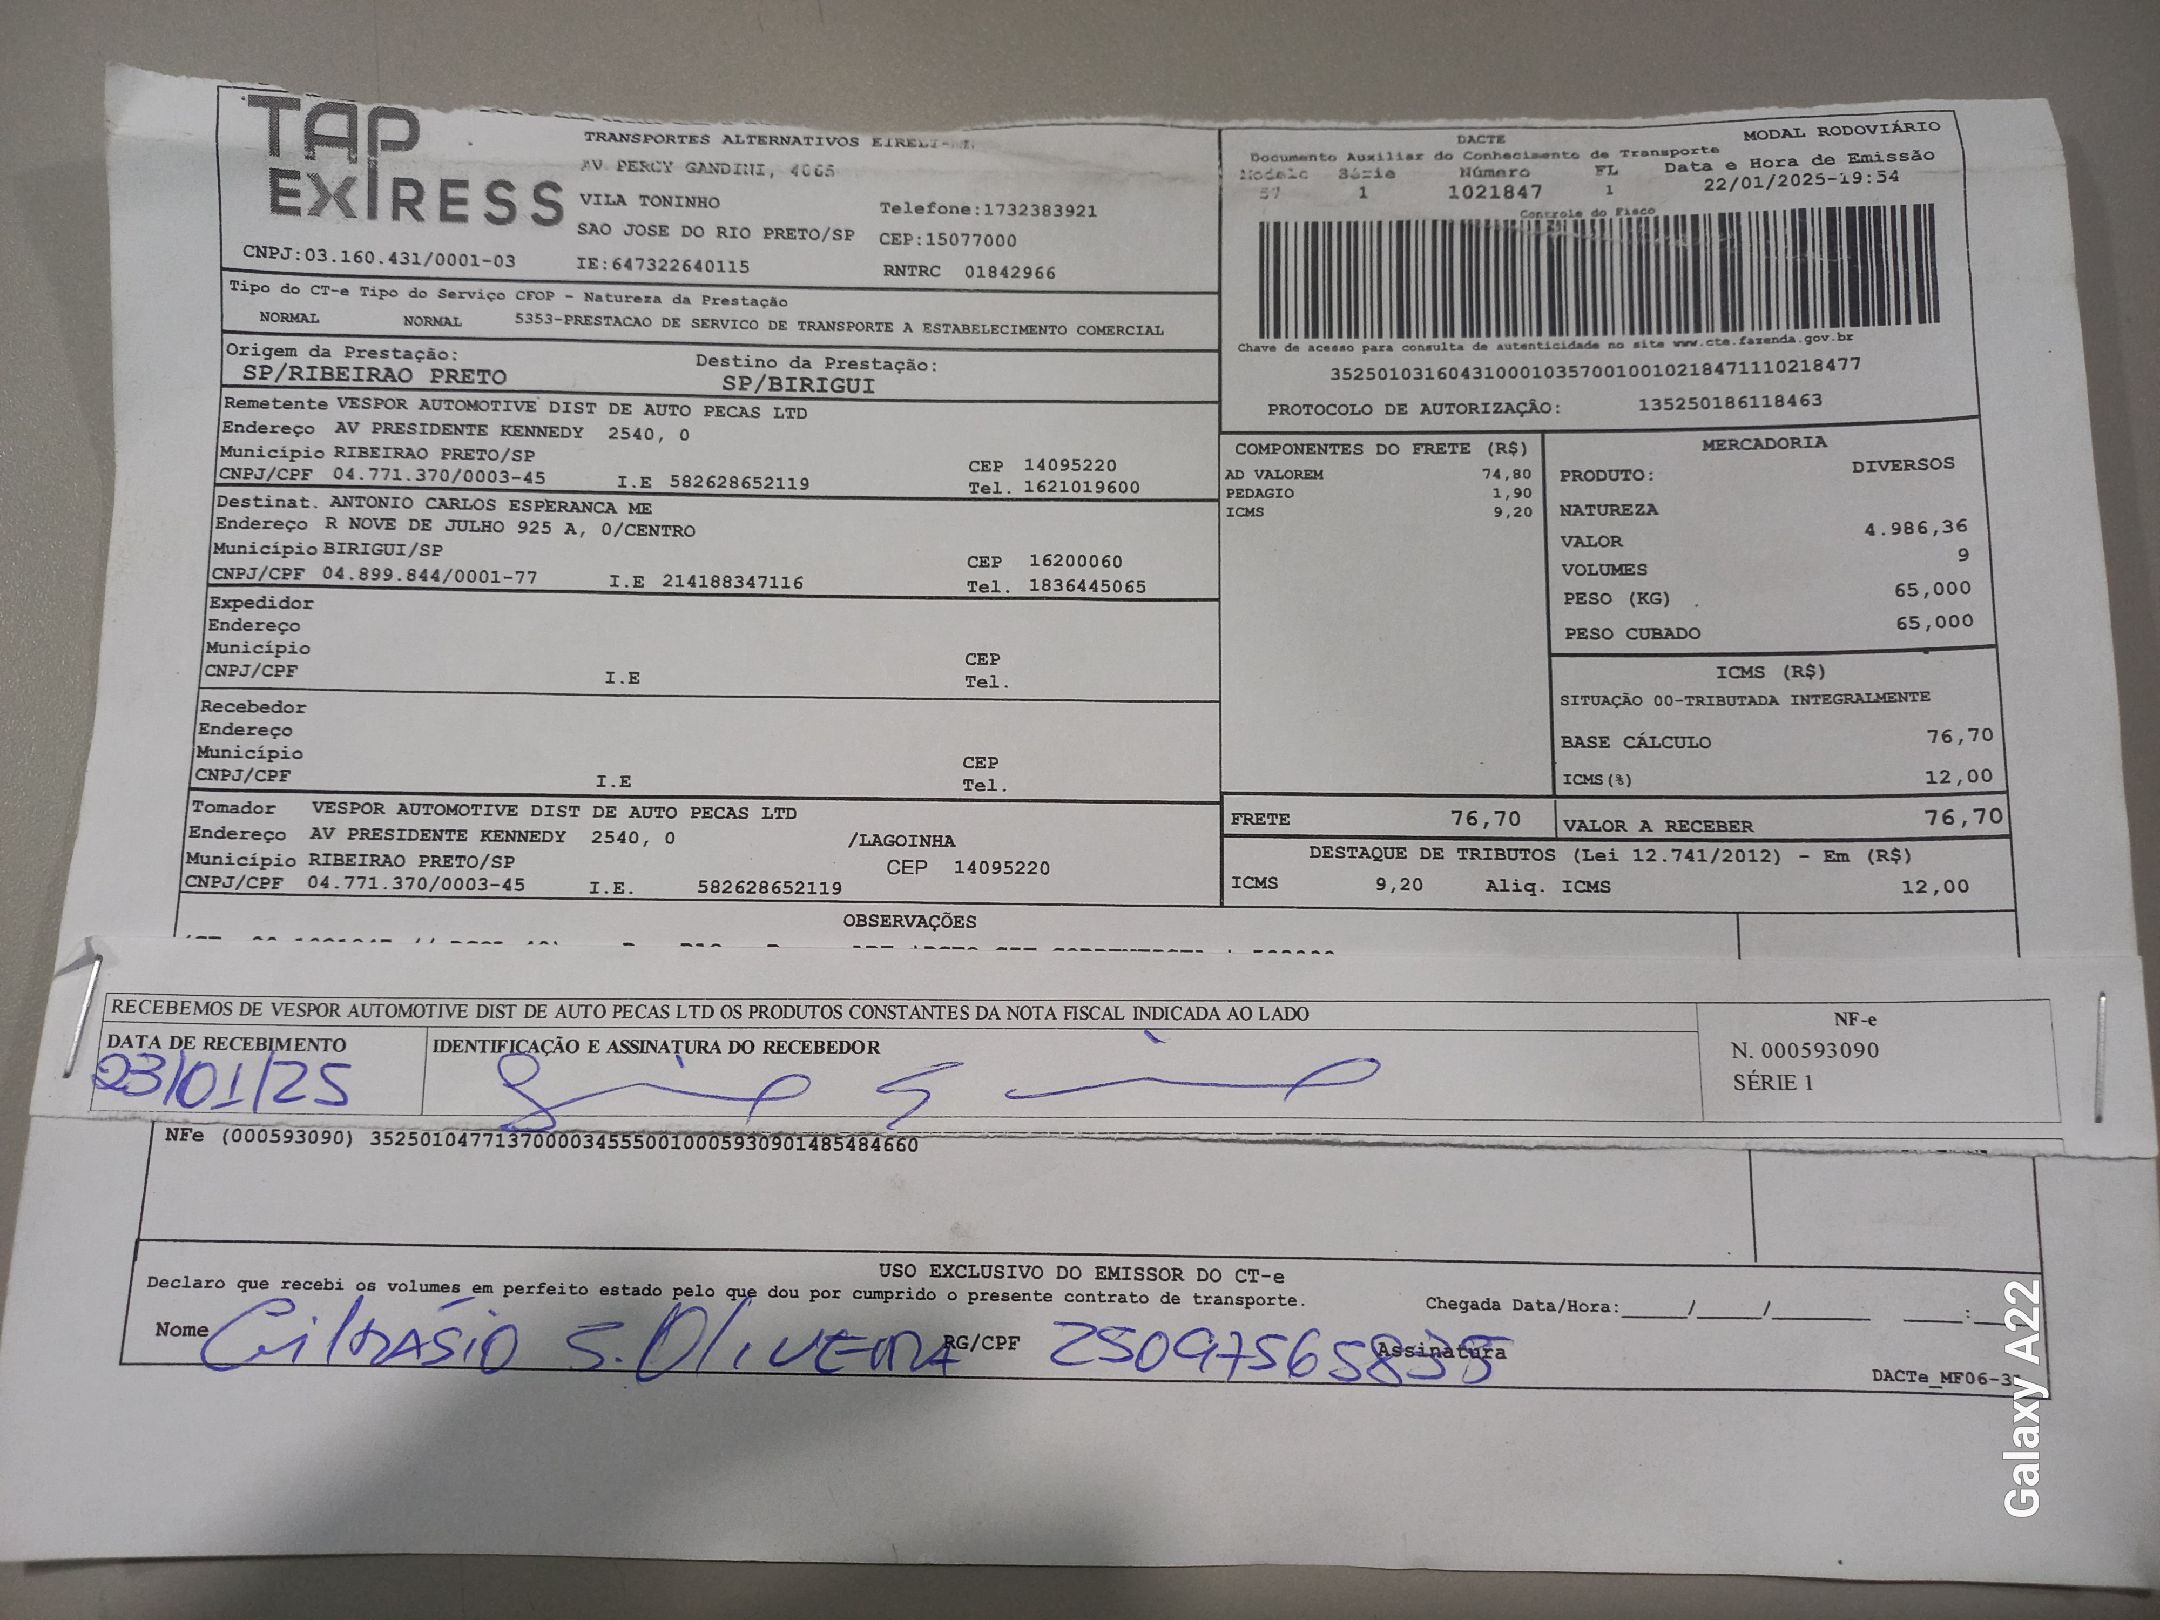 TAP
EXPRESS
TRANSPORTES ALTERNATIVOS EIRELI
AV PERCY GANDINI, 4065
VILA TONINHO Telefone:1732383921
SAO JOSE DO RIO PRETO/SP CEP:15077000
CNPJ:03.160.431/0001-03 IE:647322640115 RNTRC 01842966
Tipo do CT-e Tipo do Serviço CFOP - Natureza da Prestação
NORMAL NORMAL 5353-PRESTACAO DE SERVICO DE TRANSPORTE A ESTABELECIMENTO COMERCIAL
Origem da Prestação: Destino da Prestação:
SP/RIBEIRAO PRETO SP/BIRIGUI
Remetente VESPOR AUTOMOTIVE DIST DE AUTO PECAS LTD
Endereço AV PRESIDENTE KENNEDY 2540, 0
Município RIBEIRAO PRETO/SP CEP 14095220
CNPJ/CPF 04.771.370/0003-45 I.E 582628652119 Tel. 1621019600
Destinat. ANTONIO CARLOS ESPERANCA ME
Endereço R NOVE DE JULHO 925 A, 0/CENTRO
Município BIRIGUI/SP CEP 16200060
CNPJ/CPF 04.899.844/0001-77 I.E 214188347116 Tel. 1836445065
Expedidor
Endereço
Município CEP
CNPJ/CPF I.E Tel.
Recebedor
Endereço
Município CEP
CNPJ/CPF I.E Tel.
Tomador VESPOR AUTOMOTIVE DIST DE AUTO PECAS LTD
Endereço AV PRESIDENTE KENNEDY 2540, 0 /LAGOINHA
Município RIBEIRAO PRETO/SP CEP 14095220
CNPJ/CPF 04.771.370/0003-45 I.E. 582628652119
DACTE MODAL RODOVIÁRIO
Documento Auxiliar do Conhecimento de Transporte
Modelo Série Número FL Data e Hora de Emissão
57 1 1021847 1 22/01/2025-19:54
Controle do Fisco
Chave de acesso para consulta de autenticidade no site www.cte.fazenda.gov.br
35250103160431000103570010010218471110218477
PROTOCOLO DE AUTORIZAÇÃO: 135250186118463
COMPONENTES DO FRETE (R$)
AD VALOREM 74,80
PEDAGIO 1,90
ICMS 9,20
MERCADORIA
PRODUTO: DIVERSOS
NATUREZA
VALOR 4.986,36
VOLUMES 9
PESO (KG) 65,000
PESO CUBADO 65,000
ICMS (R$)
SITUAÇÃO 00-TRIBUTADA INTEGRALMENTE
BASE CÁLCULO 76,70
ICMS(%) 12,00
FRETE 76,70 VALOR A RECEBER 76,70
DESTAQUE DE TRIBUTOS (Lei 12.741/2012) - Em (R$)
ICMS 9,20 Aliq. ICMS 12,00
OBSERVAÇÕES
RECEBEMOS DE VESPOR AUTOMOTIVE DIST DE AUTO PECAS LTD OS PRODUTOS CONSTANTES DA NOTA FISCAL INDICADA AO LADO
DATA DE RECEBIMENTO IDENTIFICAÇÃO E ASSINATURA DO RECEBEDOR
23/01/25
NF-e
N. 000593090
SÉRIE 1
NFe (000593090) 35250104771370000345550010005930901485484660
USO EXCLUSIVO DO EMISSOR DO CT-e
Declaro que recebi os volumes em perfeito estado pelo que dou por cumprido o presente contrato de transporte. Chegada Data/Hora:_____/_____/_______ ____:____
Nome Gilrásio S. Oliveira RG/CPF 25097565835 Assinatura
DACTe_MF06-3
Galaxy A22